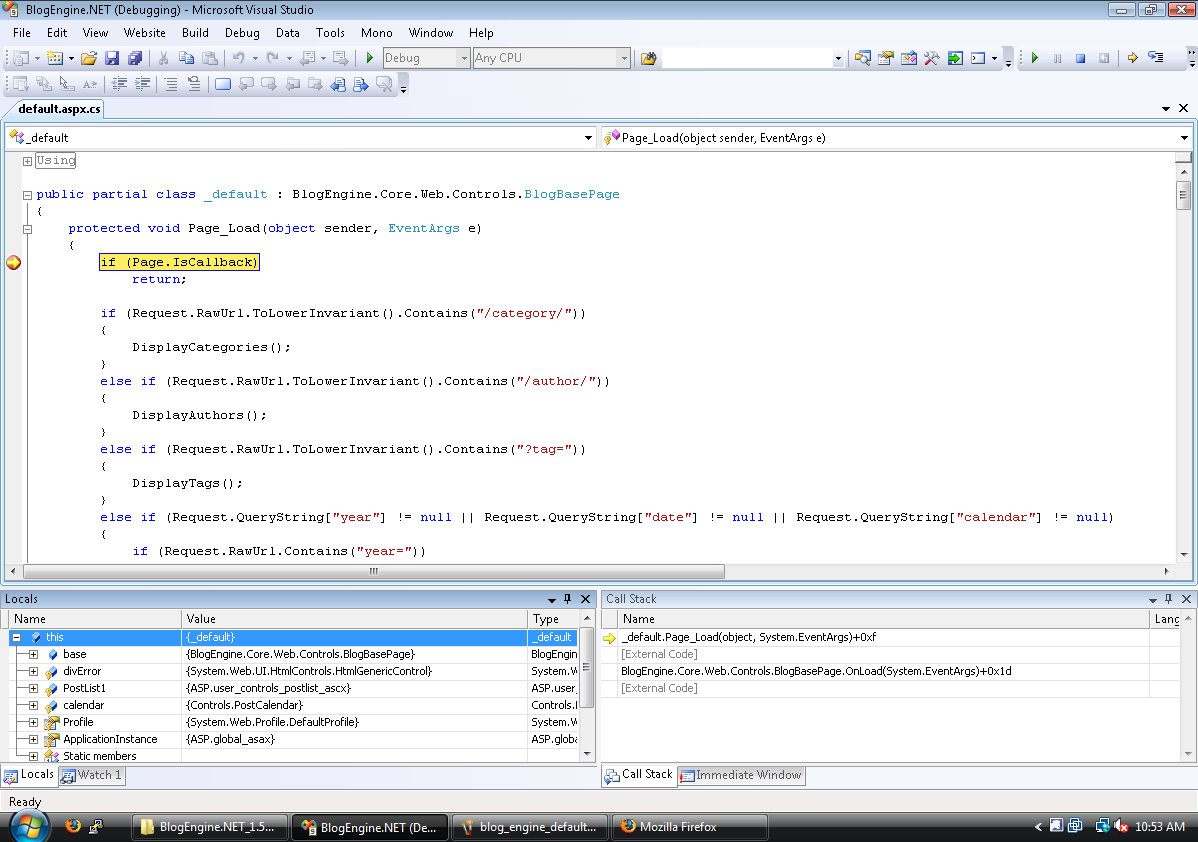 BlogEngine.NET (Debugging) - Microsoft Visual Studio
File Edit View Website Build Debug Data Tools Mono Window Help
Debug Any CPU
default.aspx.cs
_default Page_Load(object sender, EventArgs e)
Using
public partial class _default : BlogEngine.Core.Web.Controls.BlogBasePage
{
protected void Page_Load(object sender, EventArgs e)
{
if (Page.IsCallback)
return;
if (Request.RawUrl.ToLowerInvariant().Contains("/category/"))
{
DisplayCategories();
}
else if (Request.RawUrl.ToLowerInvariant().Contains("/author/"))
{
DisplayAuthors();
}
else if (Request.RawUrl.ToLowerInvariant().Contains("?tag="))
{
DisplayTags();
}
else if (Request.QueryString["year"] != null || Request.QueryString["date"] != null || Request.QueryString["calendar"] != null)
{
if (Request.RawUrl.Contains("year="))
Locals
Name Value Type
this {_default} _default
base {BlogEngine.Core.Web.Controls.BlogBasePage} BlogEngin
divError {System.Web.UI.HtmlControls.HtmlGenericControl} System.W
PostList1 {ASP.user_controls_postlist_ascx} ASP.user_
calendar {Controls.PostCalendar} Controls.
Profile {System.Web.Profile.DefaultProfile} System.W
ApplicationInstance {ASP.global_asax} ASP.globa
Static members
Locals Watch 1
Call Stack
Name Lang
_default.Page_Load(object, System.EventArgs)+0xf
[External Code]
BlogEngine.Core.Web.Controls.BlogBasePage.OnLoad(System.EventArgs)+0x1d
[External Code]
Call Stack Immediate Window
Ready
BlogEngine.NET_1.5... BlogEngine.NET (De... blog_engine_default... Mozilla Firefox 10:53 AM